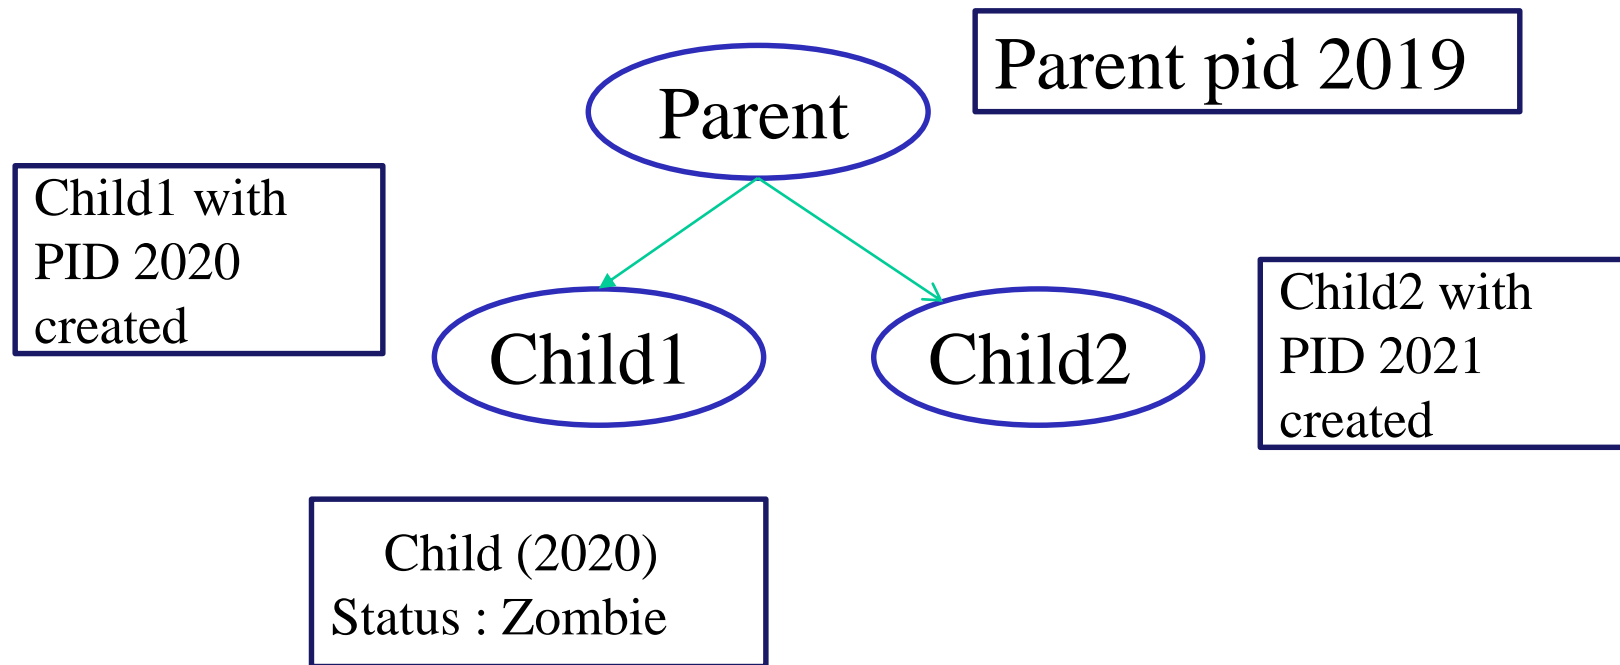 Parent pid 2019
Parent
Child1 with
PID 2020
created
Child1
Child2
Child2 with
PID 2021
created
Child (2020)
Status : Zombie